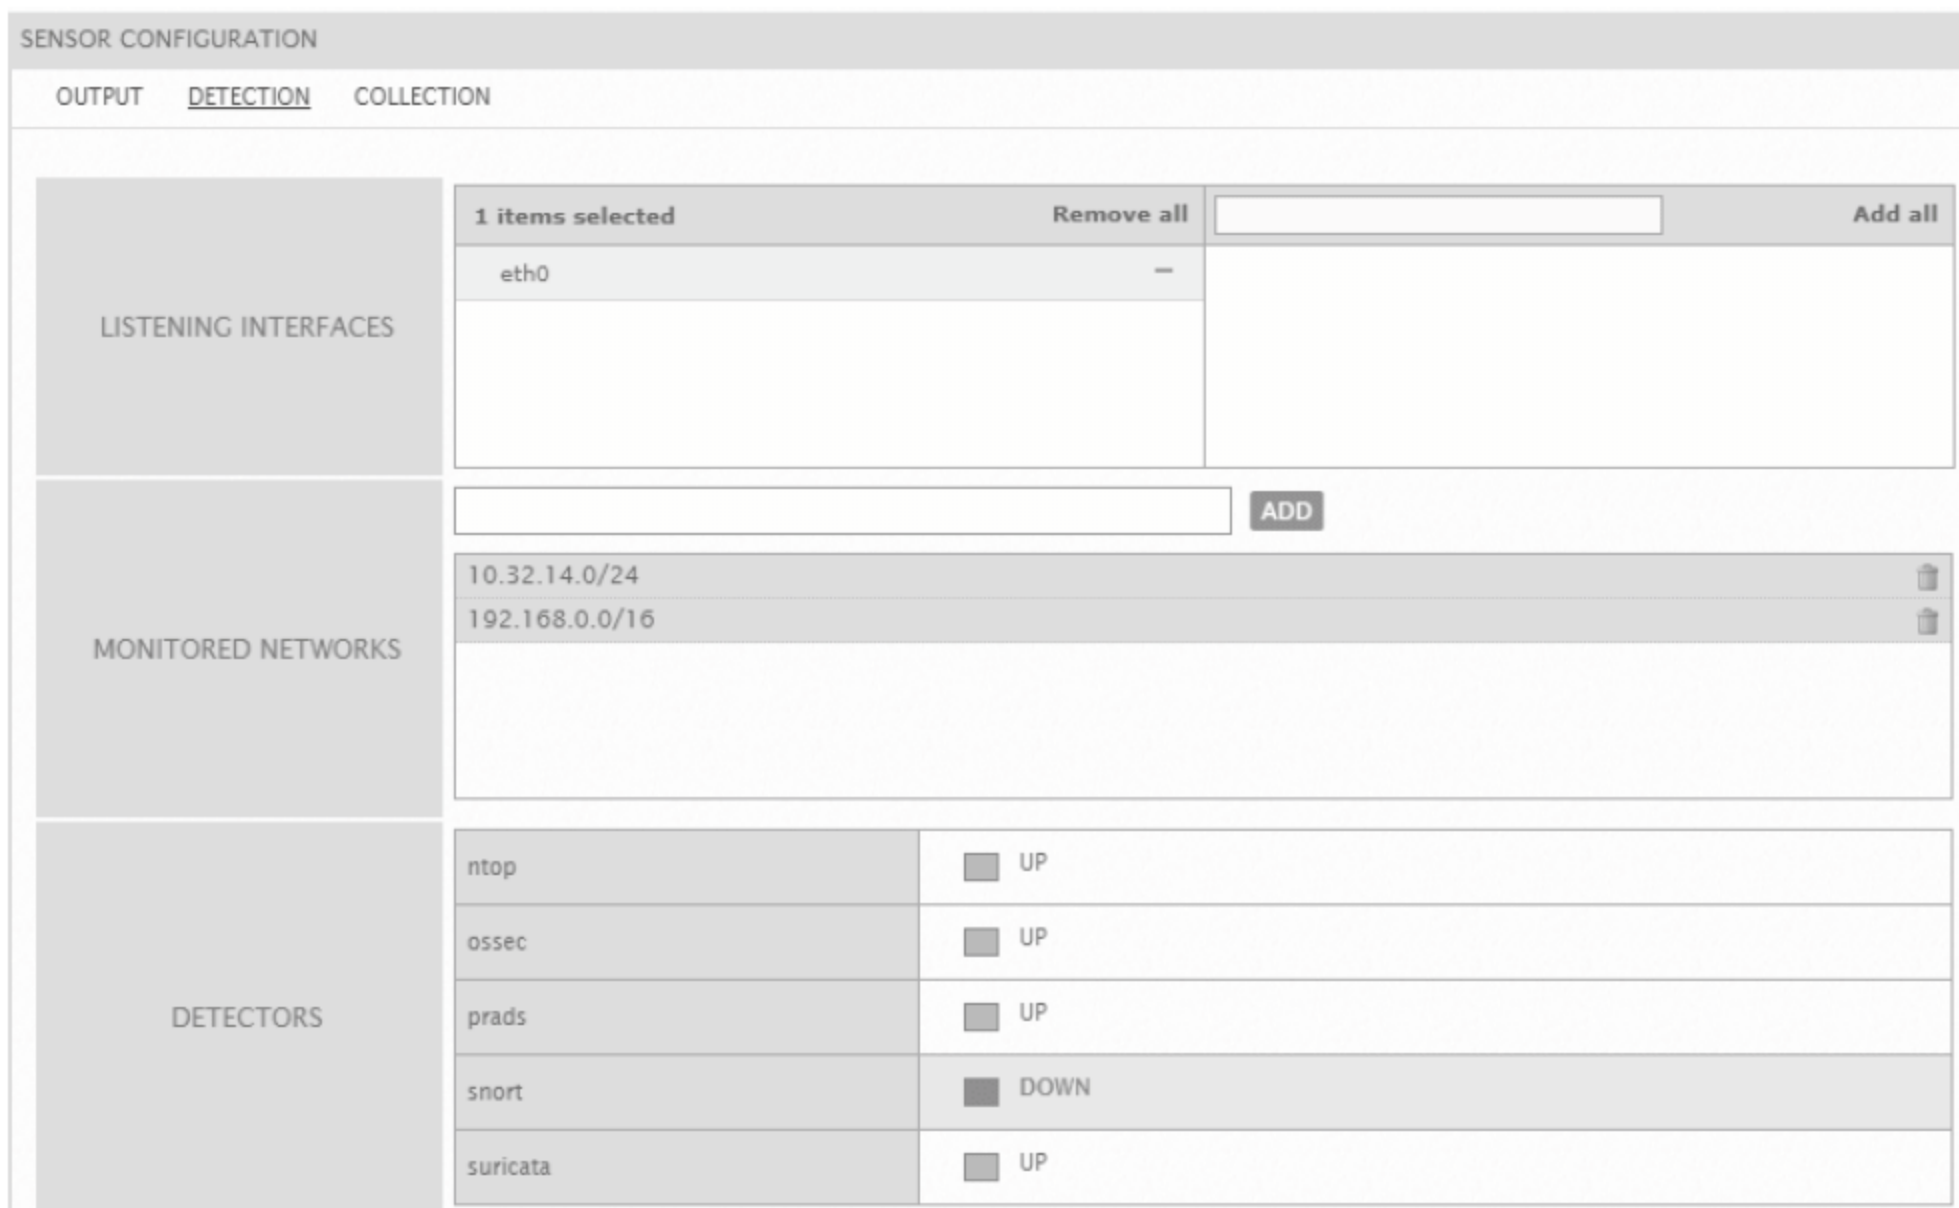 SENSOR CONFIGURATION
OUTPUT DETECTION COLLECTION
LISTENING INTERFACES
1 items selected Remove all Add all
eth0
MONITORED NETWORKS
ADD
10.32.14.0/24
192.168.0.0/16
DETECTORS
ntop UP
ossec UP
prads UP
snort DOWN
suricata UP